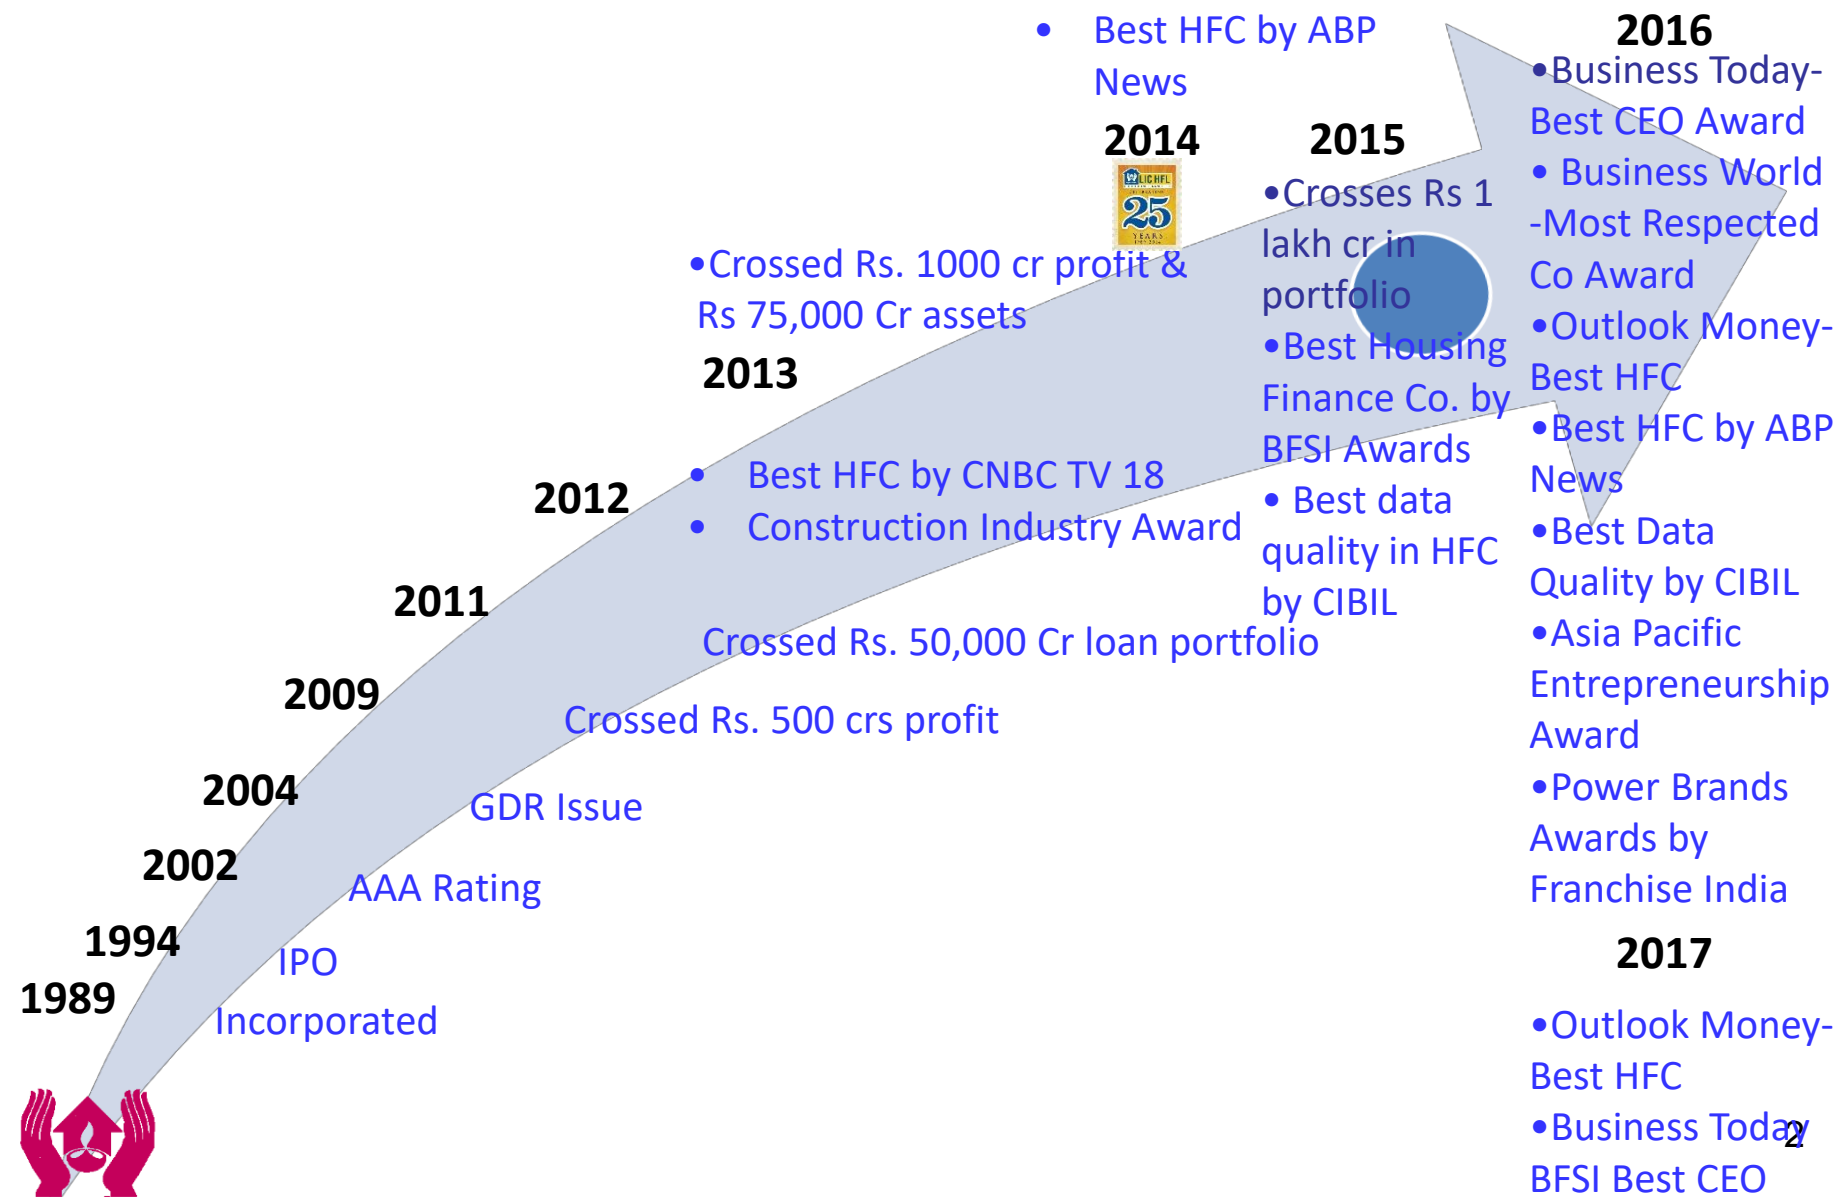 • Best HFC by ABP
News
2014
LIC HFL
25
YEARS
2015
•Crosses Rs 1
lakh cr in
portfolio
•Best Housing
Finance Co. by
BFSI Awards
• Best data
quality in HFC
by CIBIL
2016
•Business Today-
Best CEO Award
• Business World
-Most Respected
Co Award
•Outlook Money-
Best HFC
•Best HFC by ABP
News
•Best Data
Quality by CIBIL
•Asia Pacific
Entrepreneurship
Award
•Power Brands
Awards by
Franchise India
2017
•Outlook Money-
Best HFC
•Business Today
BFSI Best CEO
•Crossed Rs. 1000 cr profit &
Rs 75,000 Cr assets
2013
• Best HFC by CNBC TV 18
• Construction Industry Award
2012
2011
Crossed Rs. 50,000 Cr loan portfolio
2009
Crossed Rs. 500 crs profit
2004
GDR Issue
2002
AAA Rating
1994
IPO
1989
Incorporated
2